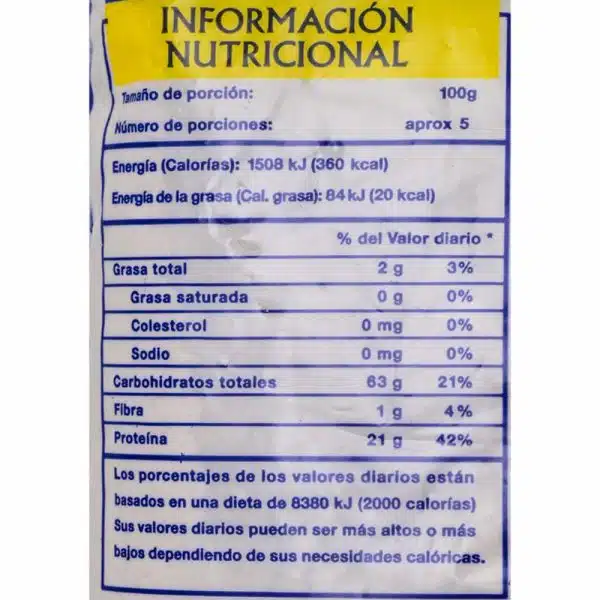 INFORMACIÓN
NUTRICIONAL
Tamaño de porción: 100g
Número de porciones: aprox 5
Energía (Calorías): 1508 kJ (360 kcal)
Energía de la grasa (Cal. grasa): 84 kJ (20 kcal)
% del Valor diario *
Grasa total 2 g 3%
Grasa saturada 0 g 0%
Colesterol 0 mg 0%
Sodio 0 mg 0%
Carbohidratos totales 63 g 21%
Fibra 1 g 4%
Proteína 21 g 42%
Los porcentajes de los valores diarios están
basados en una dieta de 8380 kJ (2000 calorías)
Sus valores diarios pueden ser más altos o más
bajos dependiendo de sus necesidades calóricas.